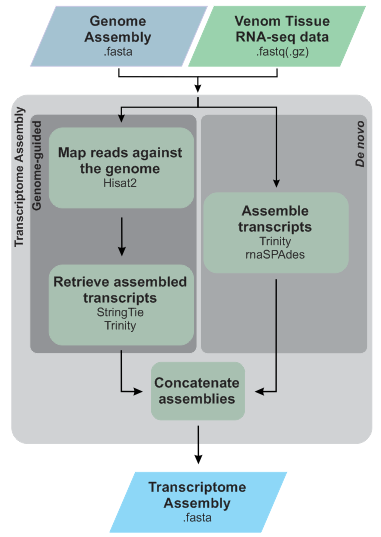 Genome
Assembly
.fasta
Venom Tissue
RNA-seq data
.fastq(.gz)
Transcriptome Assembly
Genome-guided
De novo
Map reads against
the genome
Hisat2
Retrieve assembled
transcripts
StringTie
Trinity
Assemble
transcripts
Trinity
rnaSPAdes
Concatenate
assemblies
Transcriptome
Assembly
.fasta